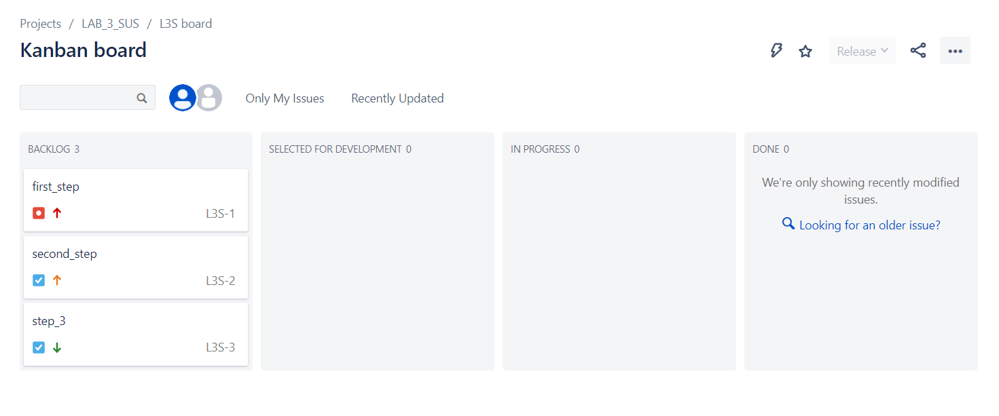 Projects / LAB_3_SUS / L3S board
Kanban board
Release
Only My Issues
Recently Updated
BACKLOG 3
first_step
L3S-1
second_step
L3S-2
step_3
L3S-3
SELECTED FOR DEVELOPMENT 0
IN PROGRESS 0
DONE 0
We're only showing recently modified
issues.
Looking for an older issue?